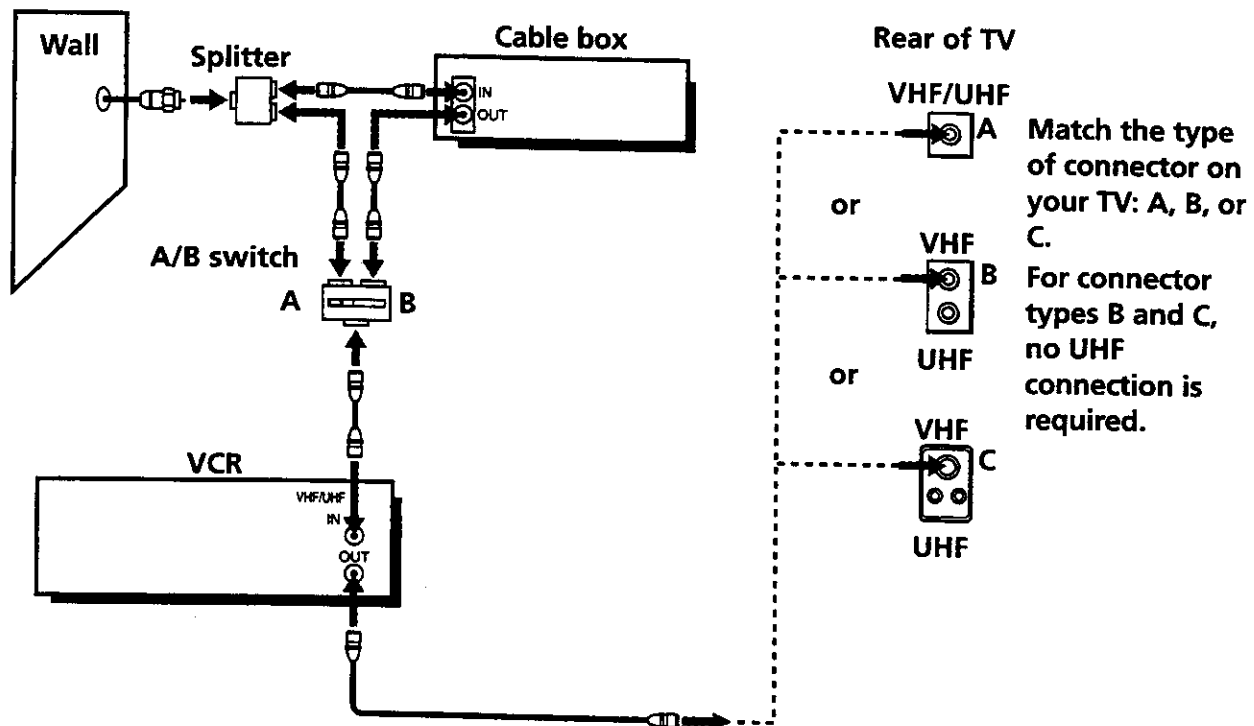 Wall
Splitter
Cable box
IN
OUT
A/B switch
A
B
VCR
VHF/UHF
IN
OUT
Rear of TV
VHF/UHF
A
or
VHF
B
UHF
or
VHF
C
UHF
Match the type
of connector on
your TV: A, B, or
C.
For connector
types B and C,
no UHF
connection is
required.